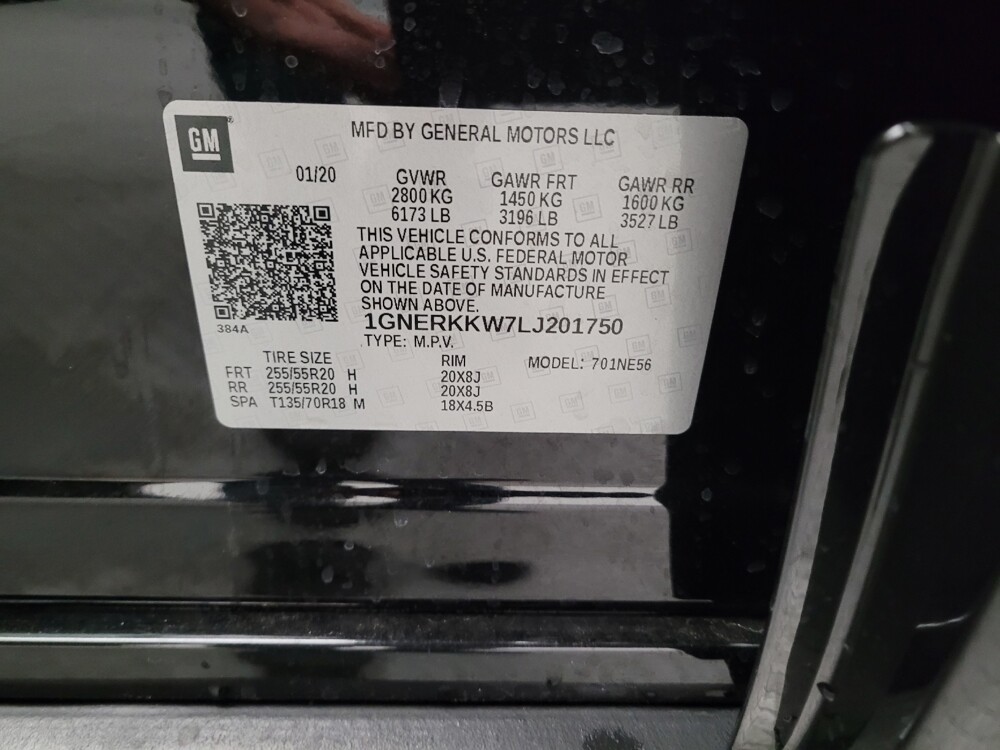 GM®
MFD BY GENERAL MOTORS LLC
01/20
GVWR GAWR FRT GAWR RR
2800 KG 1450 KG 1600 KG
6173 LB 3196 LB 3527 LB
THIS VEHICLE CONFORMS TO ALL
APPLICABLE U.S. FEDERAL MOTOR
VEHICLE SAFETY STANDARDS IN EFFECT
ON THE DATE OF MANUFACTURE
SHOWN ABOVE.
384A
1GNERKKW7LJ201750
TYPE: M.P.V.
TIRE SIZE RIM MODEL: 701NE56
FRT 255/55R20 H 20X8J
RR 255/55R20 H 20X8J
SPA T135/70R18 M 18X4.5B